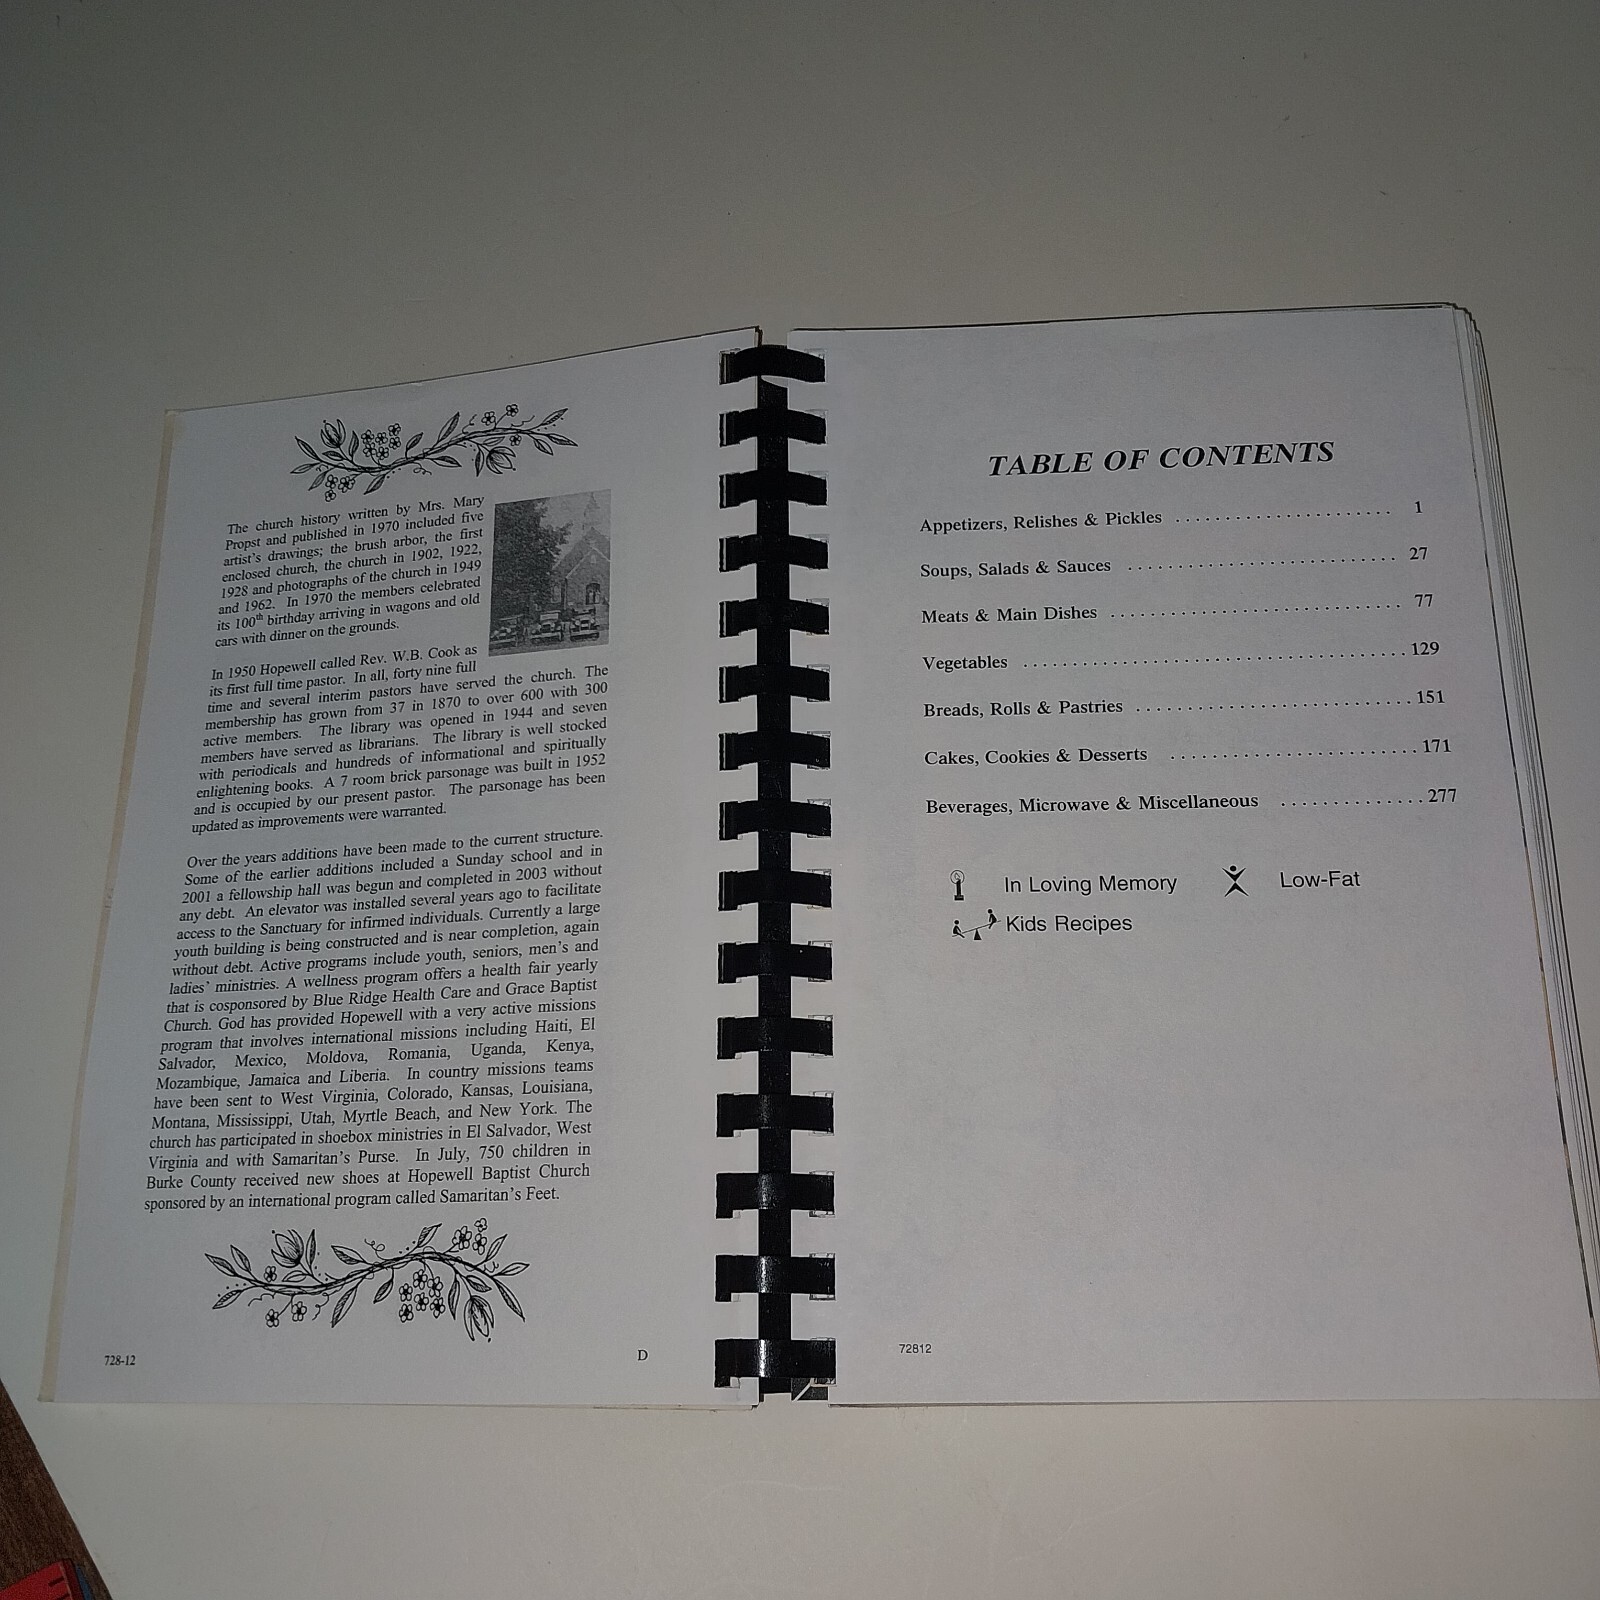 The church history written by Mrs. Mary
Propst and published in 1970 included five
artist's drawings; the brush arbor, the first
enclosed church, the church in 1902, 1922,
1928 and photographs of the church in 1949
and 1962. In 1970 the members celebrated
its 100th birthday arriving in wagons and old
cars with dinner on the grounds.
In 1950 Hopewell called Rev. W.B. Cook as
its first full time pastor. In all, forty nine full
time and several interim pastors have served the church. The
membership has grown from 37 in 1870 to over 600 with 300
active members. The library was opened in 1944 and seven
members have served as librarians. The library is well stocked
with periodicals and hundreds of informational and spiritually
enlightening books. A 7 room brick parsonage was built in 1952
and is occupied by our present pastor. The parsonage has been
updated as improvements were warranted.
Over the years additions have been made to the current structure.
Some of the earlier additions included a Sunday school and in
2001 a fellowship hall was begun and completed in 2003 without
any debt. An elevator was installed several years ago to facilitate
access to the Sanctuary for infirmed individuals. Currently a large
youth building is being constructed and is near completion, again
without debt. Active programs include youth, seniors, men's and
ladies' ministries. A wellness program offers a health fair yearly
that is cosponsored by Blue Ridge Health Care and Grace Baptist
Church. God has provided Hopewell with a very active missions
program that involves international missions including Haiti, El
Salvador, Mexico, Moldova, Romania, Uganda, Kenya,
Mozambique, Jamaica and Liberia. In country missions teams
have been sent to West Virginia, Colorado, Kansas, Louisiana,
Montana, Mississippi, Utah, Myrtle Beach, and New York. The
church has participated in shoebox ministries in El Salvador, West
Virginia and with Samaritan's Purse. In July, 750 children in
Burke County received new shoes at Hopewell Baptist Church
sponsored by an international program called Samaritan's Feet.
728-12
D
TABLE OF CONTENTS
Appetizers, Relishes & Pickles ...................... 1
Soups, Salads & Sauces ........................... 27
Meats & Main Dishes ............................. 77
Vegetables ...................................... 129
Breads, Rolls & Pastries ........................... 151
Cakes, Cookies & Desserts ........................ 171
Beverages, Microwave & Miscellaneous .............. 277
In Loving Memory
Low-Fat
Kids Recipes
72812